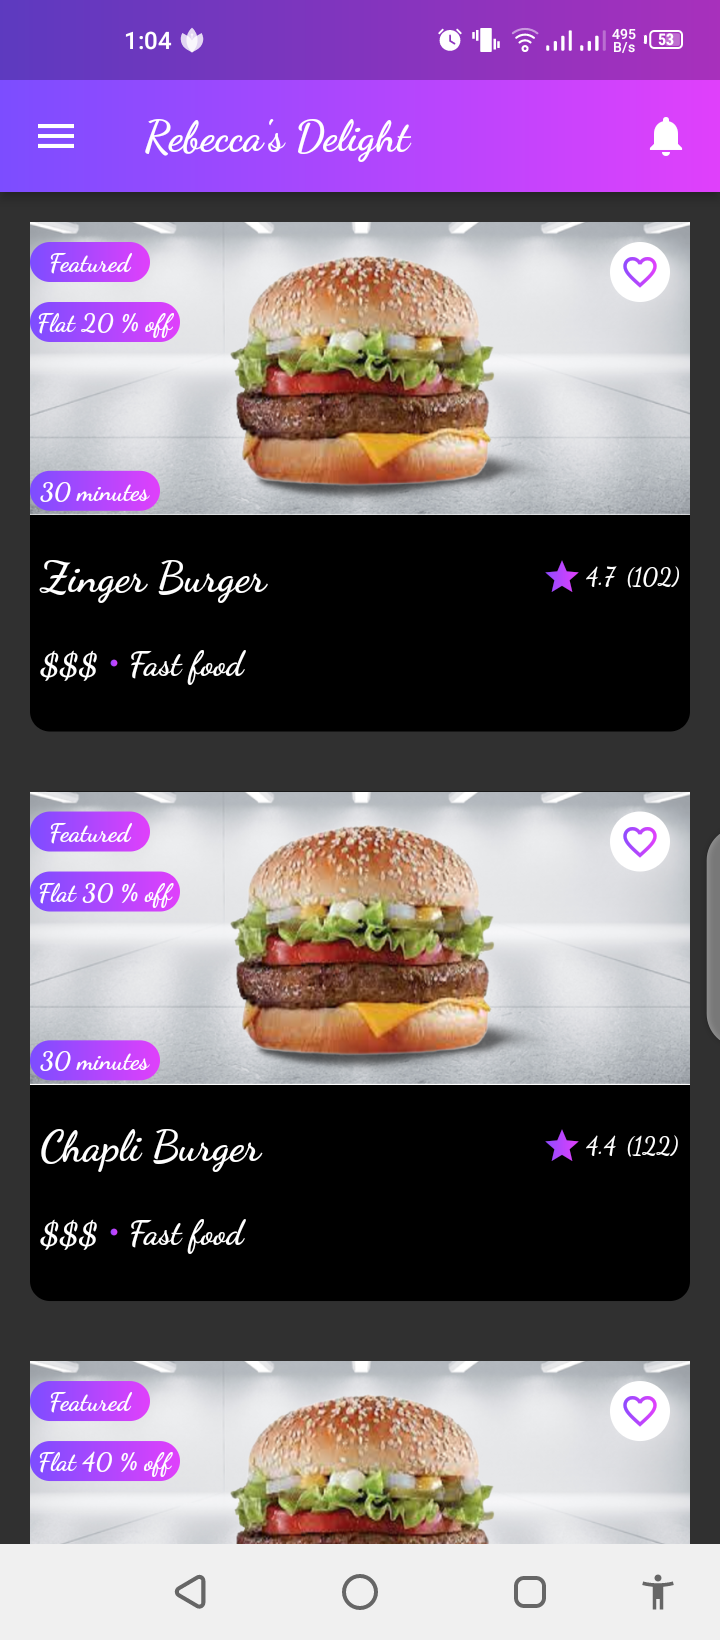 1:04
495
B/s
53
Rebecca's Delight
Featured
Flat 20 % off
30 minutes
Zinger Burger
4.7 (102)
$$$ • Fast food
Featured
Flat 30 % off
30 minutes
Chapli Burger
4.4 (122)
$$$ • Fast food
Featured
Flat 40 % off